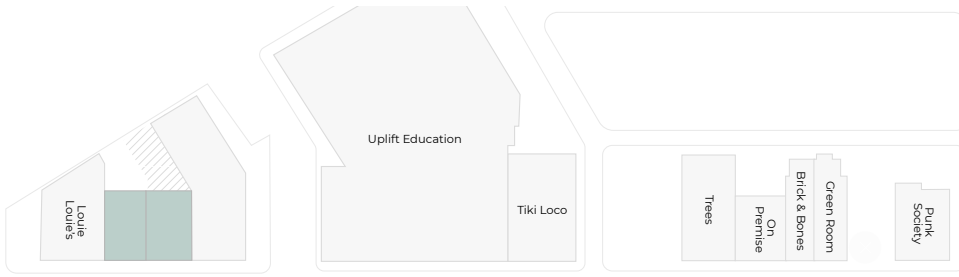 Louie
Louie's
Uplift Education
Tiki Loco
Trees
On
Premise
Brick & Bones
Green Room
Punk
Society